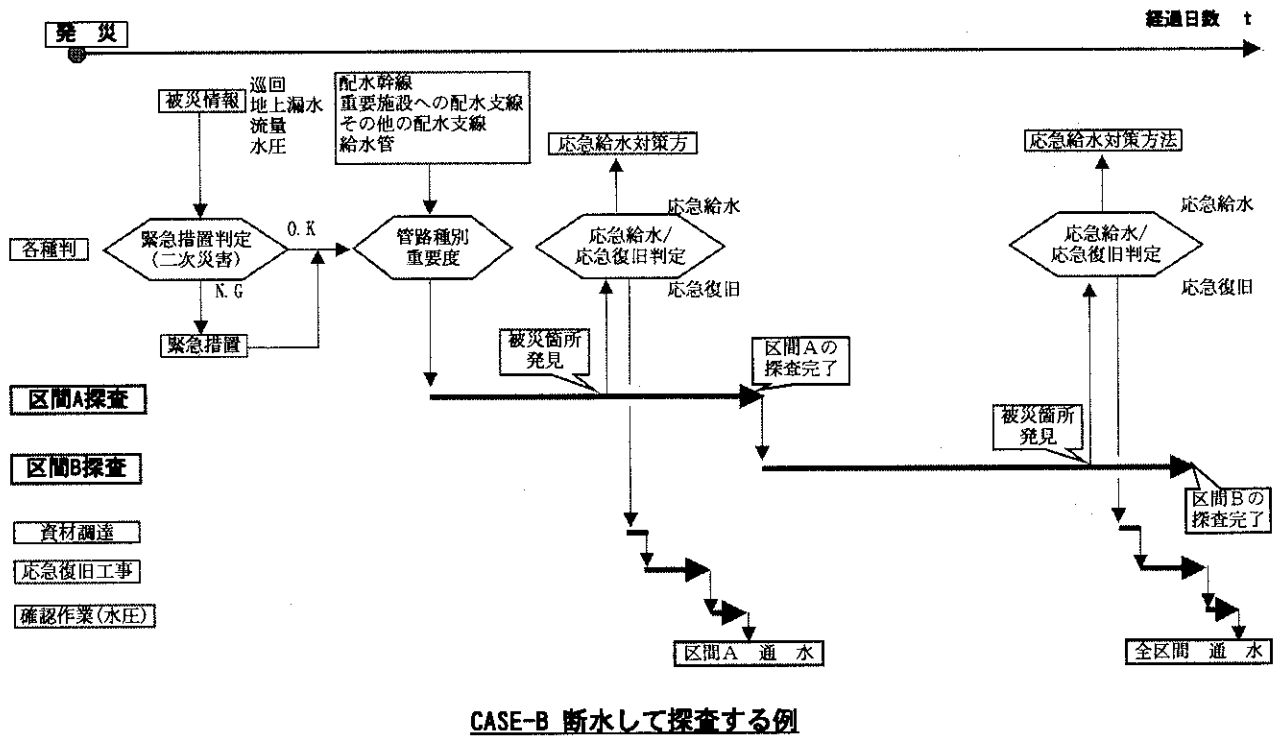 発 災
経過日数 t
被災情報
巡回
地上漏水
流量
水圧
配水幹線
重要施設への配水支線
その他の配水支線
給水管
応急給水対策方
応急給水対策方法
各種判
緊急措置判定
(二次災害)
O.K
N.G
管路種別
重要度
応急給水/
応急復旧判定
応急給水
応急復旧
応急給水/
応急復旧判定
応急給水
応急復旧
緊急措置
被災箇所
発見
区間Aの
探査完了
区間A探査
被災箇所
発見
区間B探査
区間Bの
探査完了
資材調達
応急復旧工事
確認作業(水圧)
区間A 通 水
全区間 通 水
CASE-B 断水して探査する例